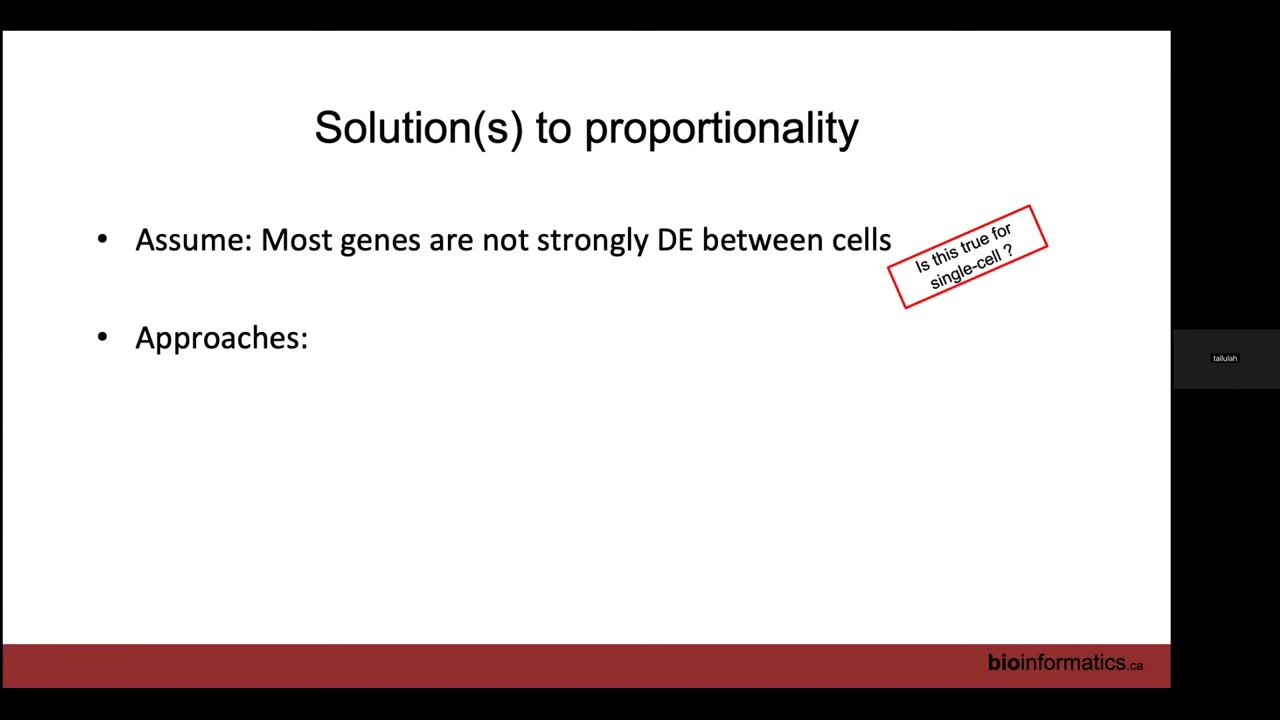 Solution(s) to proportionality
• Assume: Most genes are not strongly DE between cells
Is this true for
single-cell ?
• Approaches:
tallulah
bioinformatics.ca